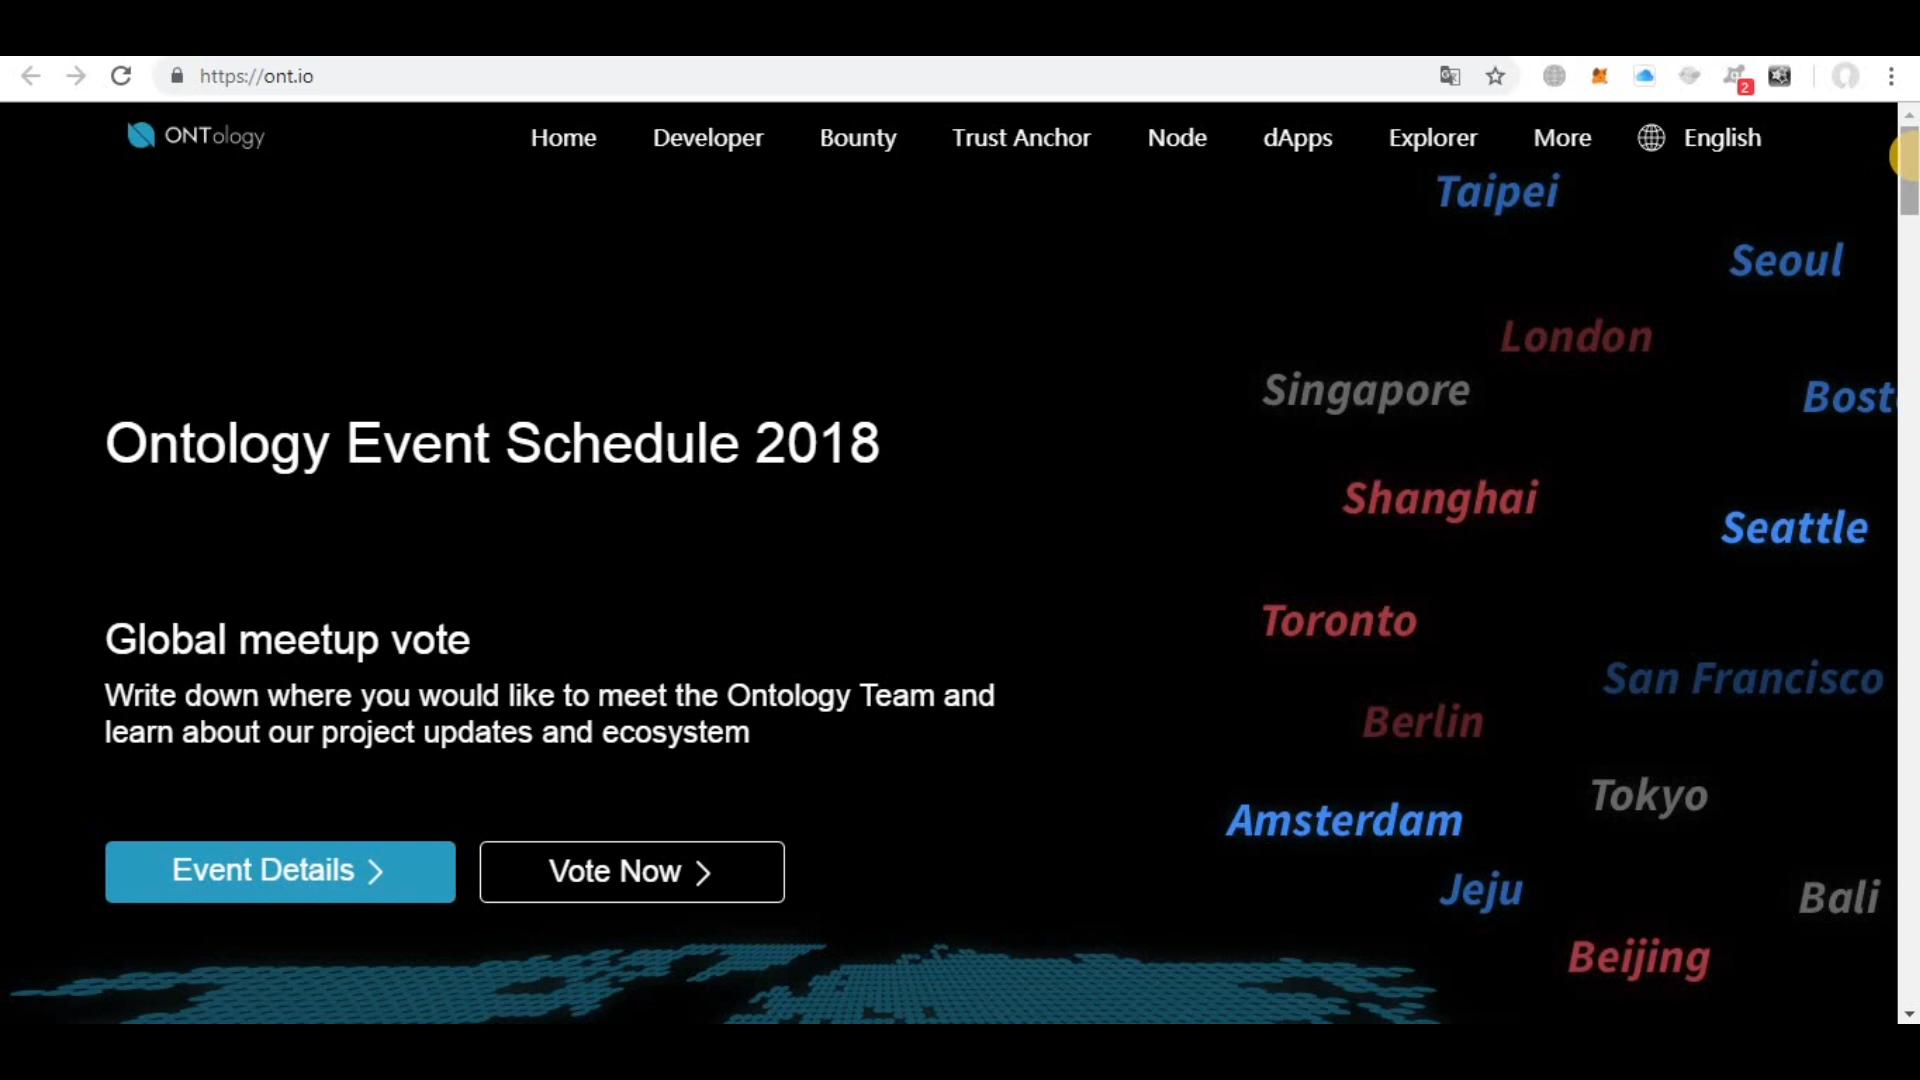 https://ont.io
2
ONTology
Home Developer Bounty Trust Anchor Node dApps Explorer More English
Taipei
Seoul
London
Singapore
Ontology Event Schedule 2018
Shanghai
Seattle
Toronto
Global meetup vote
San Francisco
Write down where you would like to meet the Ontology Team and
learn about our project updates and ecosystem
Berlin
Tokyo
Amsterdam
Event Details
Vote Now
Jeju
Bali
Beijing